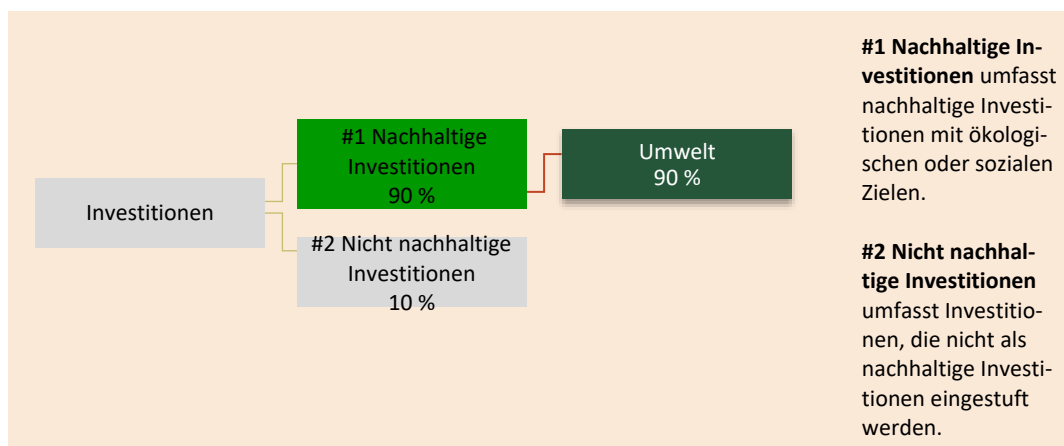 Investitionen
#1 Nachhaltige
Investitionen
90 %
Umwelt
90 %
#2 Nicht nachhaltige
Investitionen
10 %
#1 Nachhaltige In-
vestitionen umfasst
nachhaltige Investi-
tionen mit ökologi-
schen oder sozialen
Zielen.
#2 Nicht nachhal-
tige Investitionen
umfasst Investitio-
nen, die nicht als
nachhaltige Investi-
tionen eingestuft
werden.